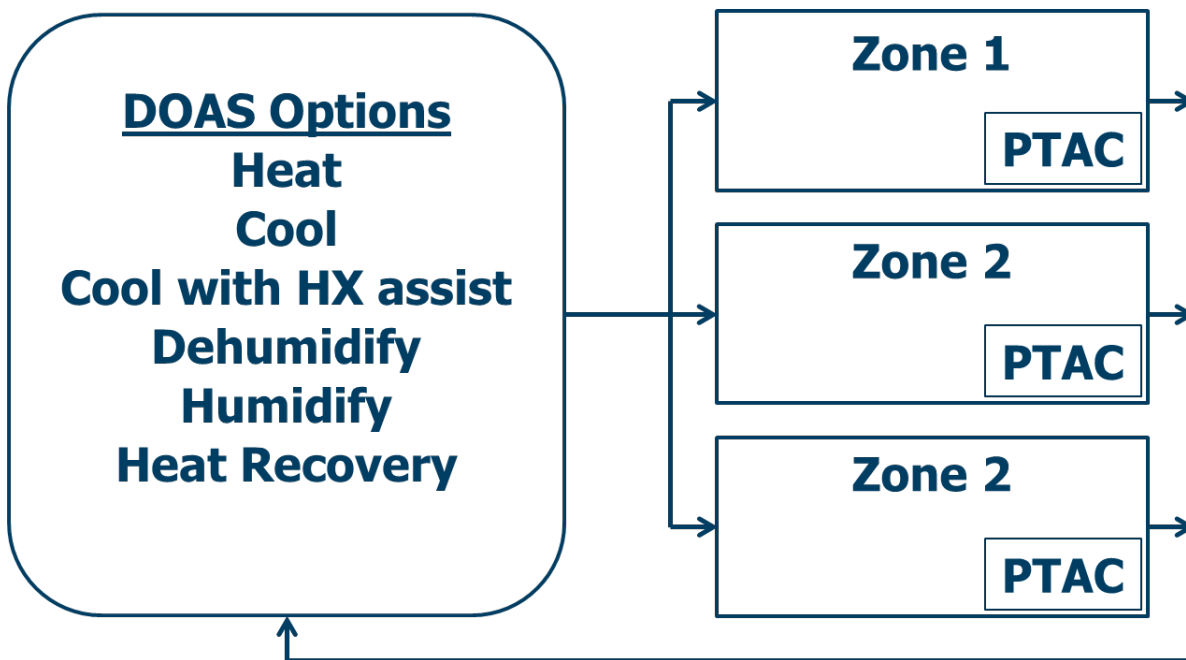 DOAS Options
Heat
Cool
Cool with HX assist
Dehumidify
Humidify
Heat Recovery
Zone 1
PTAC
Zone 2
PTAC
Zone 2
PTAC